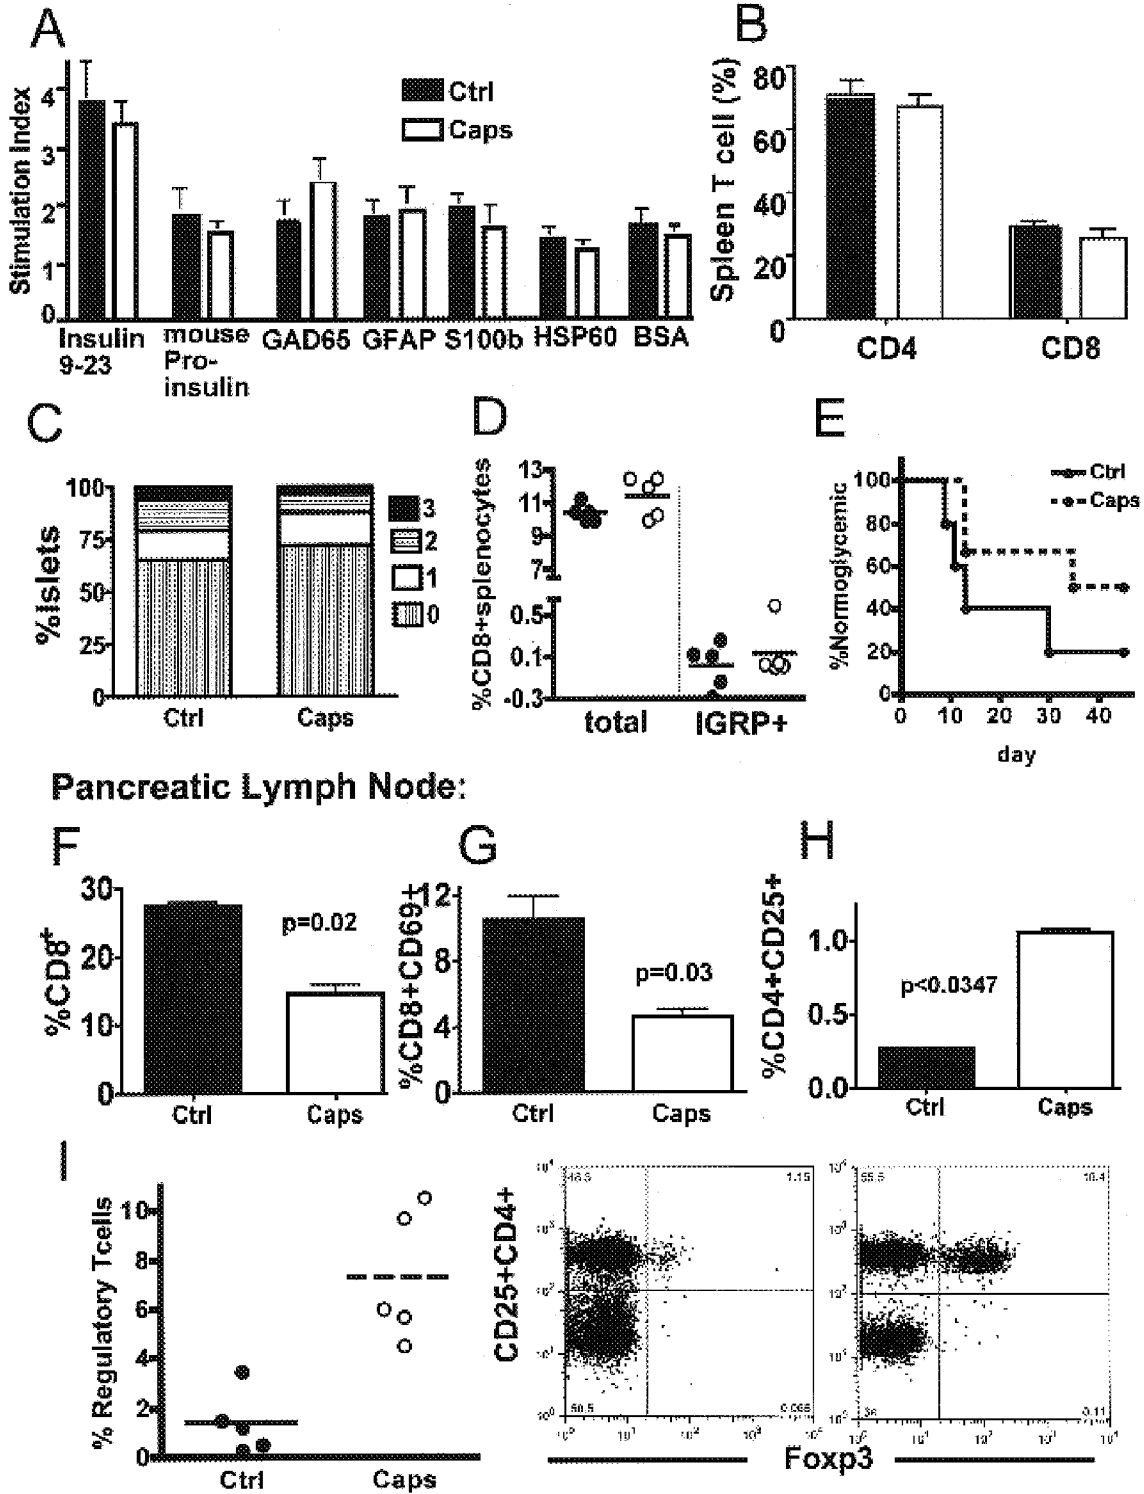 A
Stimulation Index
4
3
2
1
0
Ctrl
Caps
Insulin 9-23
mouse Pro-insulin
GAD65
GFAP
S100b
HSP60
BSA
B
Spleen T cell (%)
80
60
40
20
0
CD4
CD8
C
%Islets
100
75
50
25
0
3
2
1
0
Ctrl
Caps
D
%CD8+splenocytes
13
11
9
7
0.5
0.1
-0.3
total
IGRP+
E
%Normoglycemic
100
80
60
40
20
0
Ctrl
Caps
0 10 20 30 40
day
Pancreatic Lymph Node:
F
%CD8+
30
20
10
0
p=0.02
Ctrl
Caps
G
%CD8+CD69+
12
8
4
0
p=0.03
Ctrl
Caps
H
%CD4+CD25+
1.0
0.5
0.0
p<0.0347
Ctrl
Caps
I
% Regulatory Tcells
10
8
6
4
2
0
Ctrl
Caps
CD25+CD4+
1.15
0.11
36
Foxp3